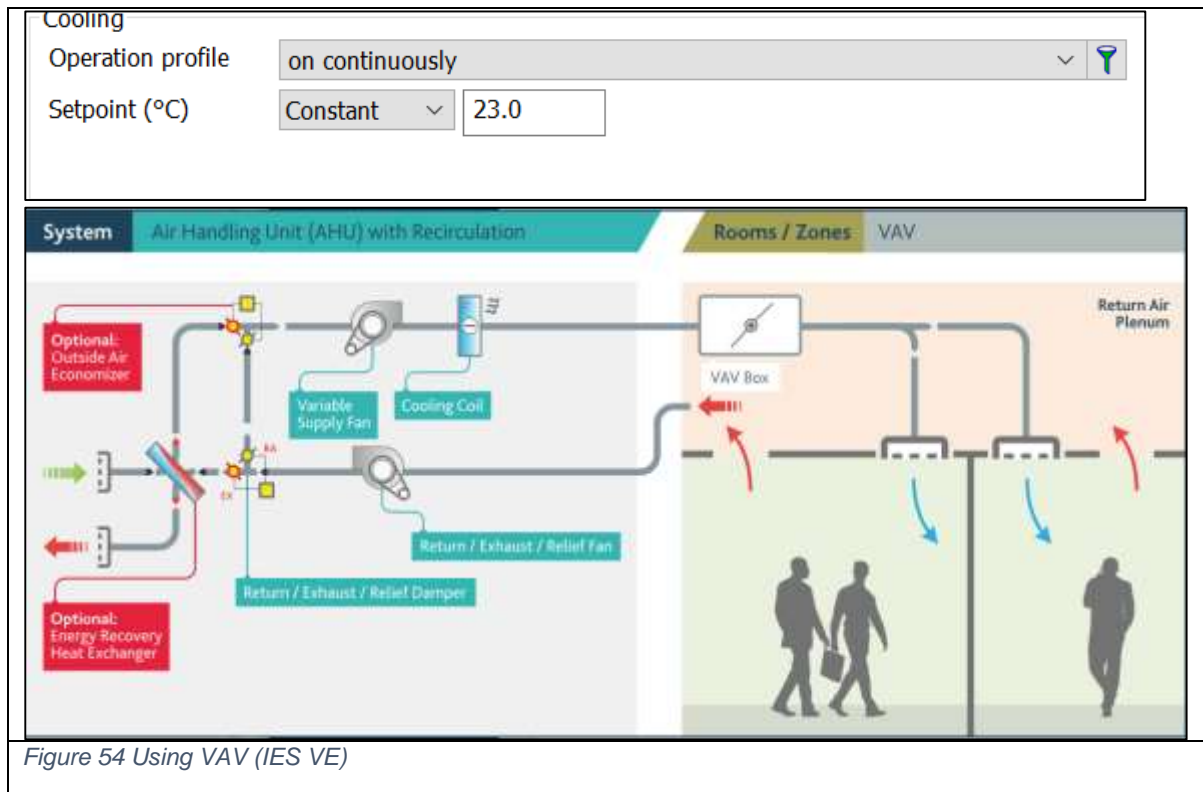 Cooling
Operation profile
on continuously
Setpoint (°C)
Constant
23.0
System
Air Handling Unit (AHU) with Recirculation
Rooms / Zones
VAV
Optional:
Outside Air
Economizer
Variable
Supply Fan
Cooling Coil
VAV Box
Return Air
Plenum
RA
EX
Return / Exhaust / Relief Fan
Return / Exhaust / Relief Damper
Optional:
Energy Recovery
Heat Exchanger
Figure 54 Using VAV (IES VE)